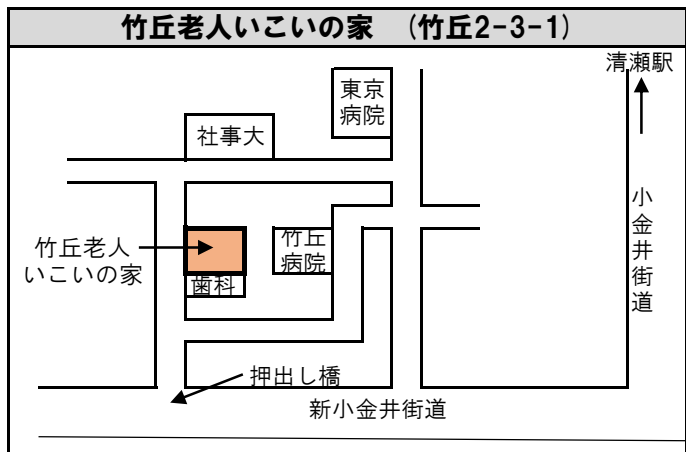 竹丘老人いこいの家 (竹丘2-3-1)
清瀬駅
東京
病院
社事大
小金井街道
竹丘老人
いこいの家
竹丘
病院
歯科
押出し橋
新小金井街道